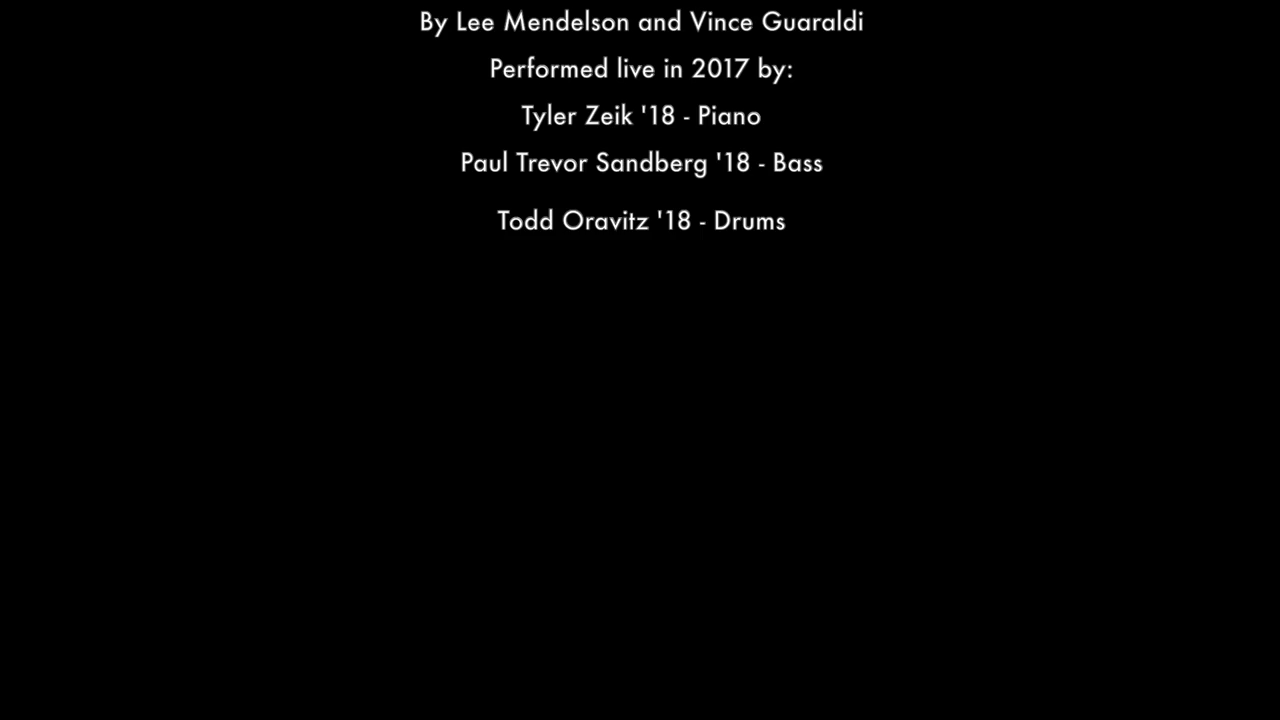 By Lee Mendelson and Vince Guaraldi
Performed live in 2017 by:
Tyler Zeik '18 - Piano
Paul Trevor Sandberg '18 - Bass
Todd Oravitz '18 - Drums